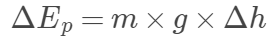 ΔE_p = m × g × Δh